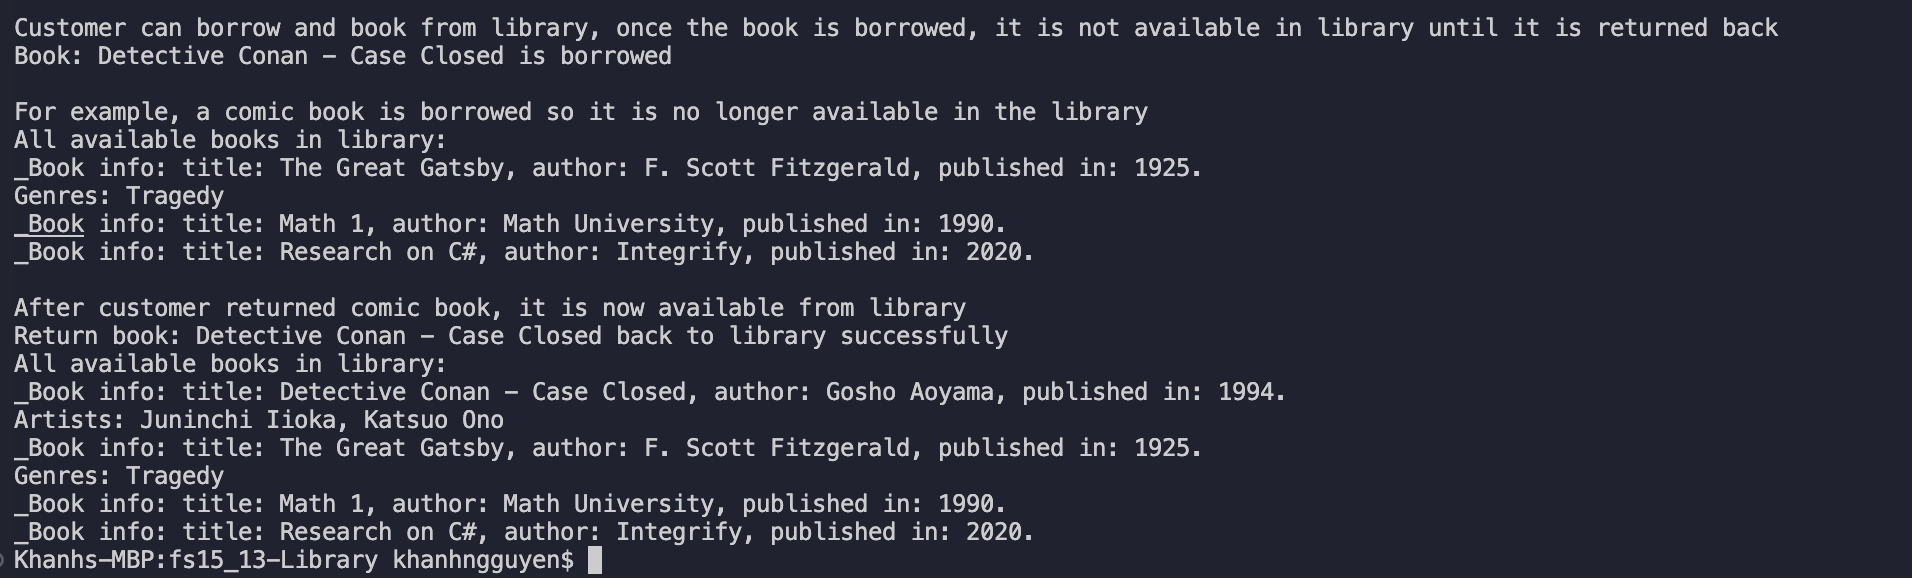 Customer can borrow and book from library, once the book is borrowed, it is not available in library until it is returned back
Book: Detective Conan – Case Closed is borrowed
For example, a comic book is borrowed so it is no longer available in the library
All available books in library:
_Book info: title: The Great Gatsby, author: F. Scott Fitzgerald, published in: 1925.
Genres: Tragedy
_Book info: title: Math 1, author: Math University, published in: 1990.
_Book info: title: Research on C#, author: Integrify, published in: 2020.
After customer returned comic book, it is now available from library
Return book: Detective Conan – Case Closed back to library successfully
All available books in library:
_Book info: title: Detective Conan – Case Closed, author: Gosho Aoyama, published in: 1994.
Artists: Juninchi Iioka, Katsuo Ono
_Book info: title: The Great Gatsby, author: F. Scott Fitzgerald, published in: 1925.
Genres: Tragedy
_Book info: title: Math 1, author: Math University, published in: 1990.
_Book info: title: Research on C#, author: Integrify, published in: 2020.
Khanhs-MBP:fs15_13-Library khanhngguyen$